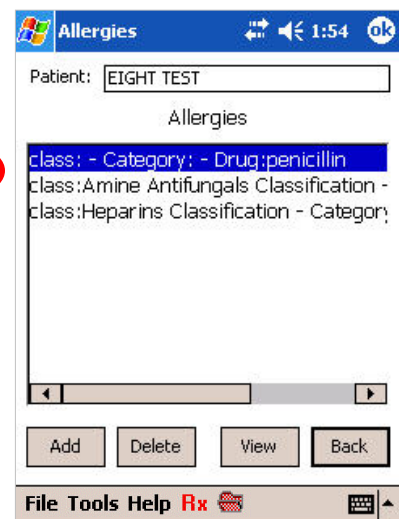 Allergies 1:54 ok
Patient: EIGHT TEST
Allergies
class: - Category: - Drug:penicillin
class:Amine Antifungals Classification -
class:Heparins Classification - Category
Add Delete View Back
File Tools Help Rx